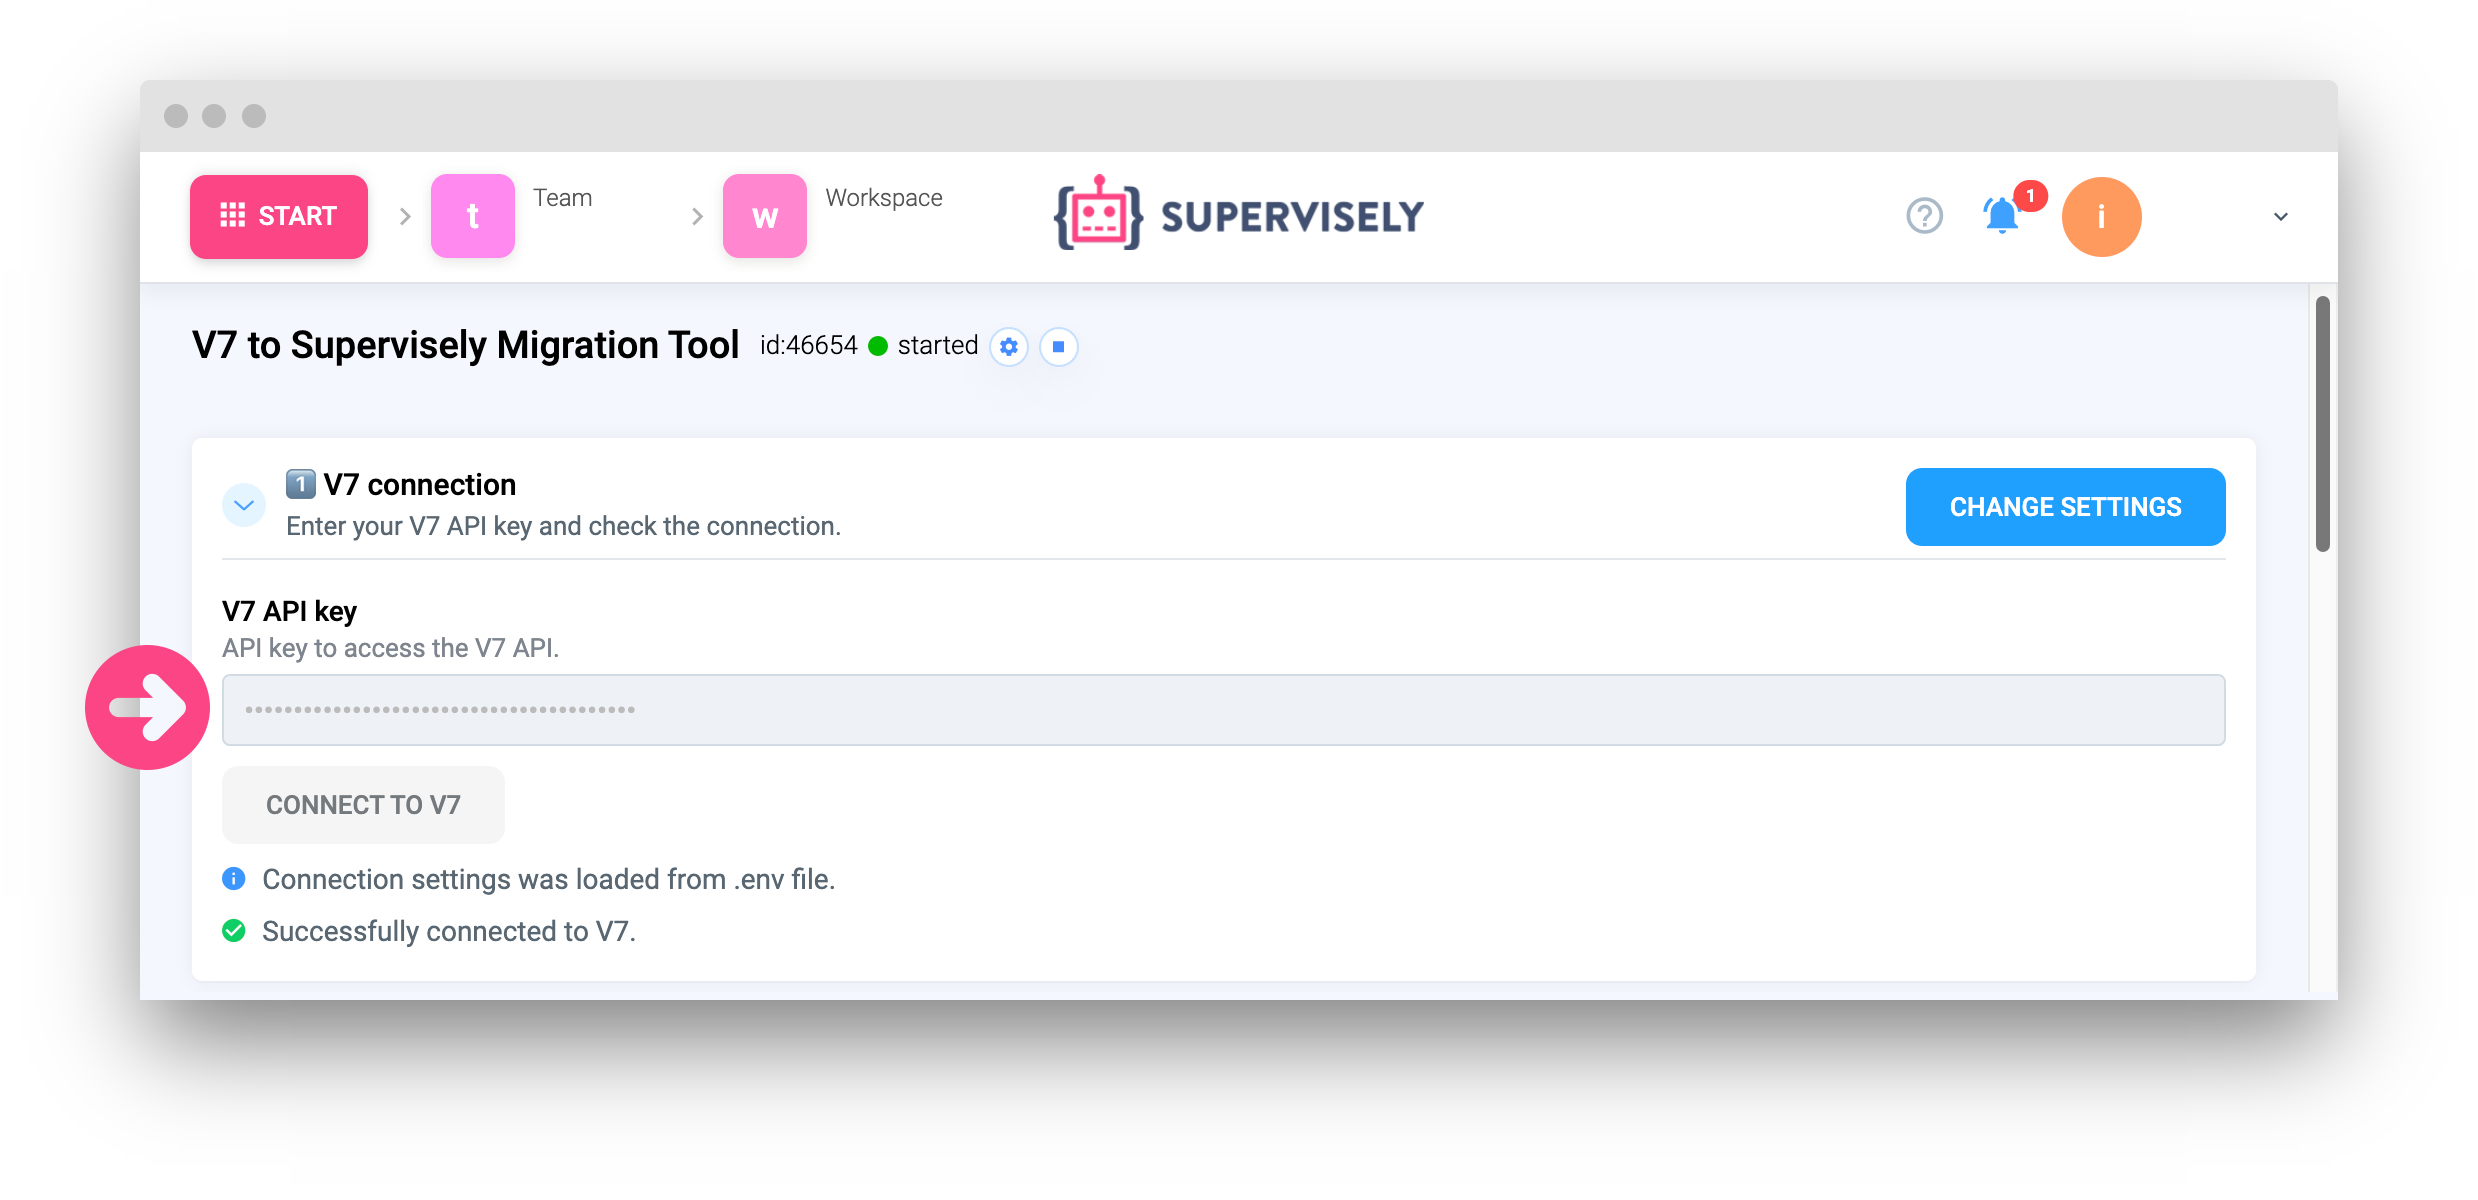 START
t
Team
w
Workspace
SUPERVISELY
1
i
V7 to Supervisely Migration Tool id:46654 started
1 V7 connection
Enter your V7 API key and check the connection.
CHANGE SETTINGS
V7 API key
API key to access the V7 API.
CONNECT TO V7
Connection settings was loaded from .env file.
Successfully connected to V7.